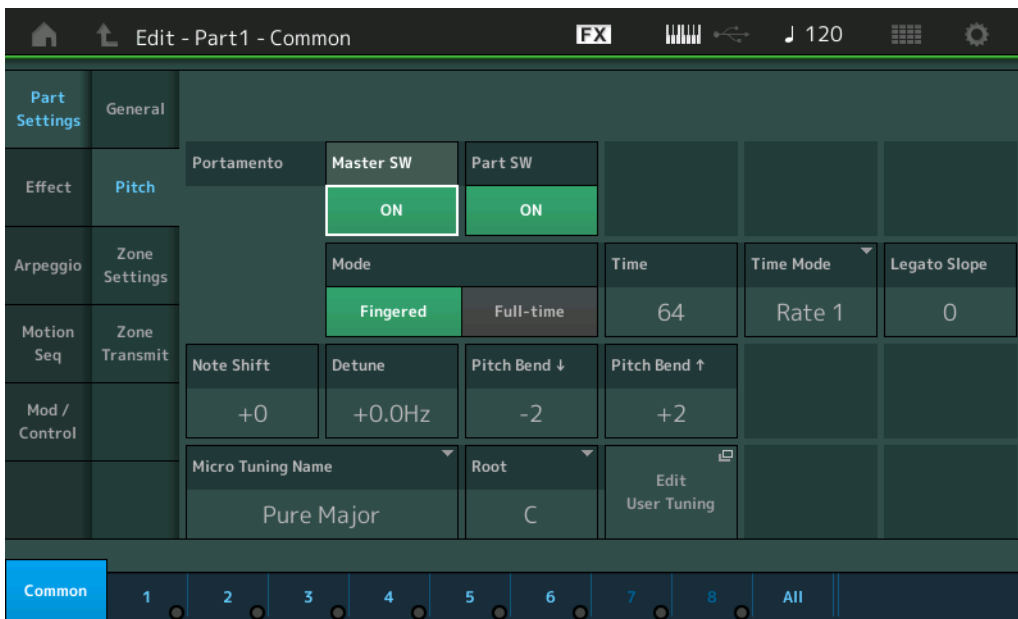 Edit - Part1 - Common
FX
♩ 120
Part Settings
General
Effect
Pitch
Arpeggio
Zone Settings
Motion Seq
Zone Transmit
Mod / Control
Portamento
Master SW
Part SW
ON
ON
Mode
Time
Time Mode
Legato Slope
Fingered
Full-time
64
Rate 1
0
Note Shift
Detune
Pitch Bend ↓
Pitch Bend ↑
+0
+0.0Hz
-2
+2
Micro Tuning Name
Root
Edit User Tuning
Pure Major
C
Common
1
2
3
4
5
6
7
8
All